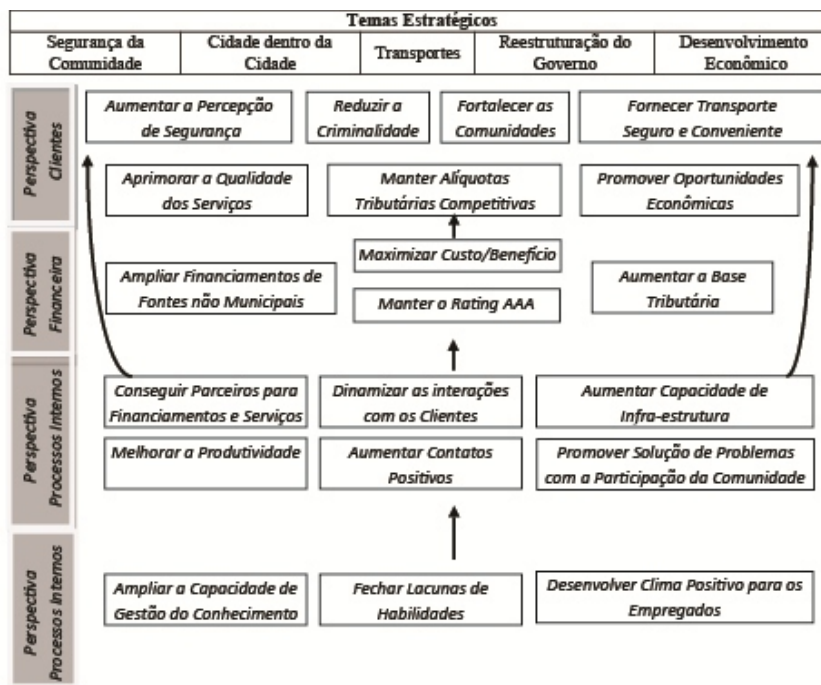 Temas Estratégicos
Segurança da
Comunidade
Cidade dentro da
Cidade
Transportes
Reestruturação do
Governo
Desenvolvimento
Econômico
Perspectiva
Clientes
Aumentar a Percepção
de Segurança
Reduzir a
Criminalidade
Fortalecer as
Comunidades
Fornecer Transporte
Seguro e Conveniente
Aprimorar a Qualidade
dos Serviços
Manter Alíquotas
Tributárias Competitivas
Promover Oportunidades
Econômicas
Perspectiva
Financeira
Ampliar Financiamentos de
Fontes não Municipais
Maximizar Custo/Benefício
Manter o Rating AAA
Aumentar a Base
Tributária
Perspectiva
Processos Internos
Conseguir Parceiros para
Financiamentos e Serviços
Dinamizar as interações
com os Clientes
Aumentar Capacidade de
Infra-estrutura
Melhorar a Produtividade
Aumentar Contatos
Positivos
Promover Solução de Problemas
com a Participação da Comunidade
Perspectiva
Processos Internos
Ampliar a Capacidade de
Gestão do Conhecimento
Fechar Lacunas de
Habilidades
Desenvolver Clima Positivo para os
Empregados